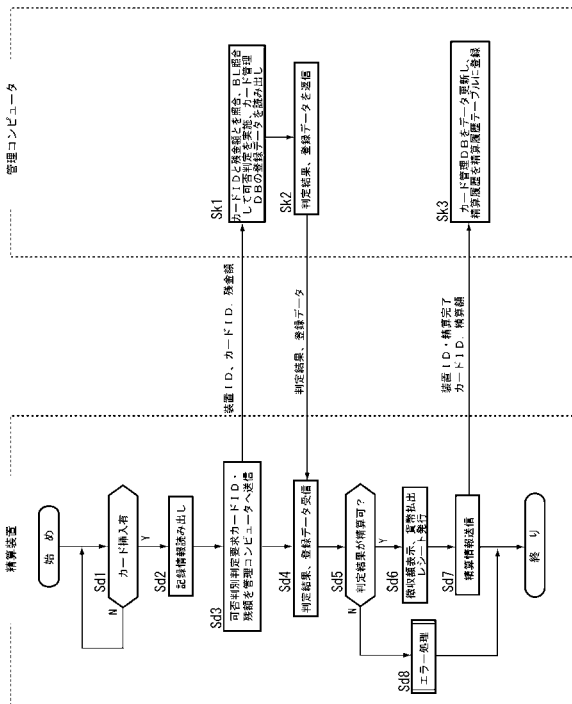 精算装置
管理コンピュータ
始め
Sd1
カード挿入有
N
Y
Sd2
記録情報読み出し
Sd3
可否判別判定要求カードID・
残額を管理コンピュータへ送信
装置ID、カードID、残金額
Sk1
カードIDと残金額とを照合、BL照合
して可否判定を実施、カード管理
DBの登録データを読み出し
Sk2
判定結果、登録データを返信
判定結果、登録データ
Sd4
判定結果、登録データ受信
Sd5
判定結果が精算可?
N
Y
Sd6
徴収額表示、貨幣払出
レシート発行
Sd7
精算情報送信
装置ID・精算完了
カードID、精算額
Sk3
カード管理DBをデータ更新し、
精算履歴を精算履歴テーブルに登録
Sd8
エラー処理
終り